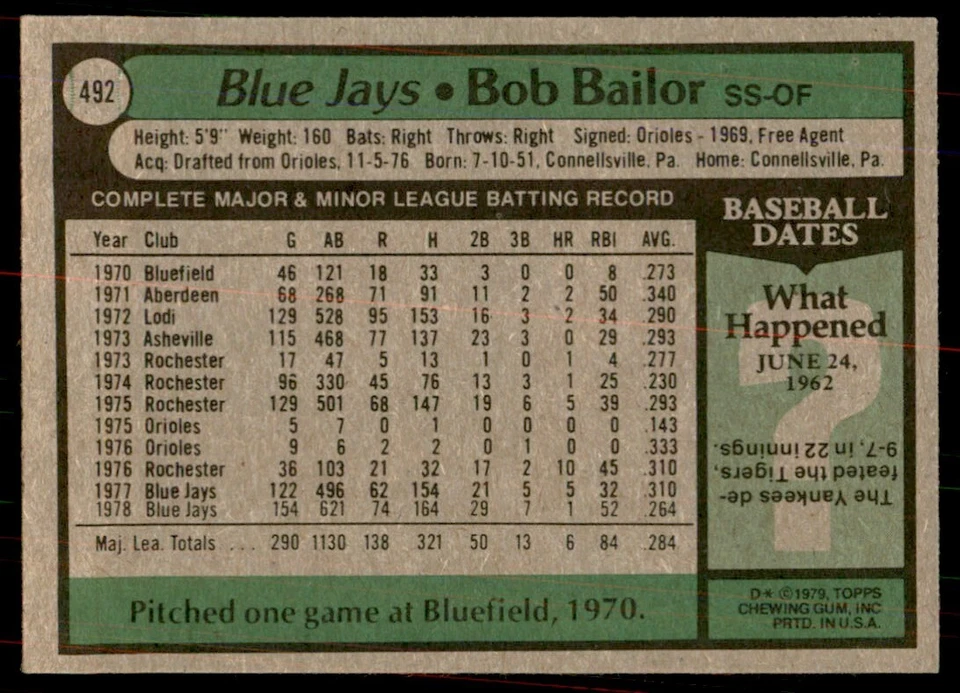 492
Blue Jays • Bob Bailor SS-OF
Height: 5'9" Weight: 160 Bats: Right Throws: Right Signed: Orioles - 1969, Free Agent
Acq: Drafted from Orioles, 11-5-76 Born: 7-10-51, Connellsville, Pa. Home: Connellsville, Pa.
COMPLETE MAJOR & MINOR LEAGUE BATTING RECORD
Year Club G AB R H 2B 3B HR RBI AVG.
1970 Bluefield 46 121 18 33 3 0 0 8 .273
1971 Aberdeen 68 268 71 91 11 2 2 50 .340
1972 Lodi 129 528 95 153 16 3 2 34 .290
1973 Asheville 115 468 77 137 23 3 0 29 .293
1973 Rochester 17 47 5 13 1 0 1 4 .277
1974 Rochester 96 330 45 76 13 3 1 25 .230
1975 Rochester 129 501 68 147 19 6 5 39 .293
1975 Orioles 5 7 0 1 0 0 0 0 .143
1976 Orioles 9 6 2 2 0 1 0 0 .333
1976 Rochester 36 103 21 32 17 2 10 45 .310
1977 Blue Jays 122 496 62 154 21 5 5 32 .310
1978 Blue Jays 154 621 74 164 29 7 1 52 .264
Maj. Lea. Totals ... 290 1130 138 321 50 13 6 84 .284
Pitched one game at Bluefield, 1970.
BASEBALL
DATES
What
Happened
JUNE 24,
1962
?
The Yankees de-
feated the Tigers,
9-7, in 22 innings.
D* ©1979, TOPPS
CHEWING GUM, INC
PRTD. IN U.S.A.